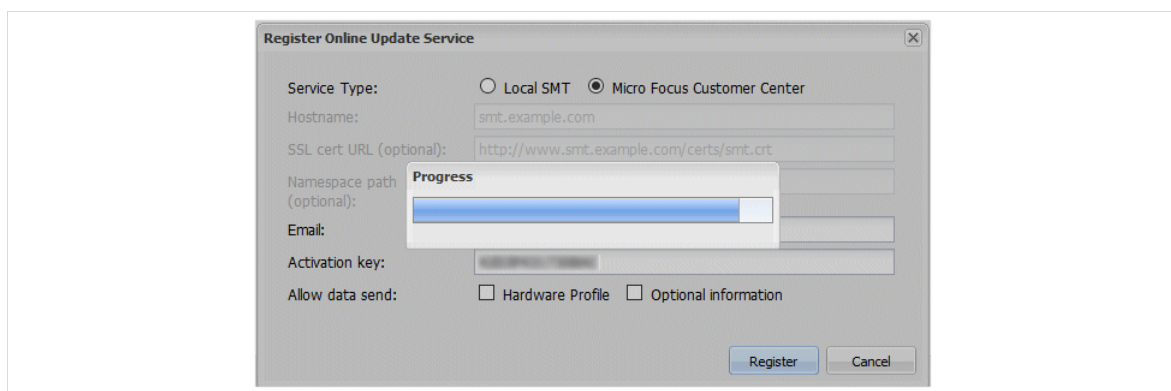 Register Online Update Service
Service Type: Local SMT Micro Focus Customer Center
Hostname: smt.example.com
SSL cert URL (optional): http://www.smt.example.com/certs/smt.crt
Namespace path
(optional):
Progress
Email:
Activation key:
Allow data send: Hardware Profile Optional information
Register Cancel